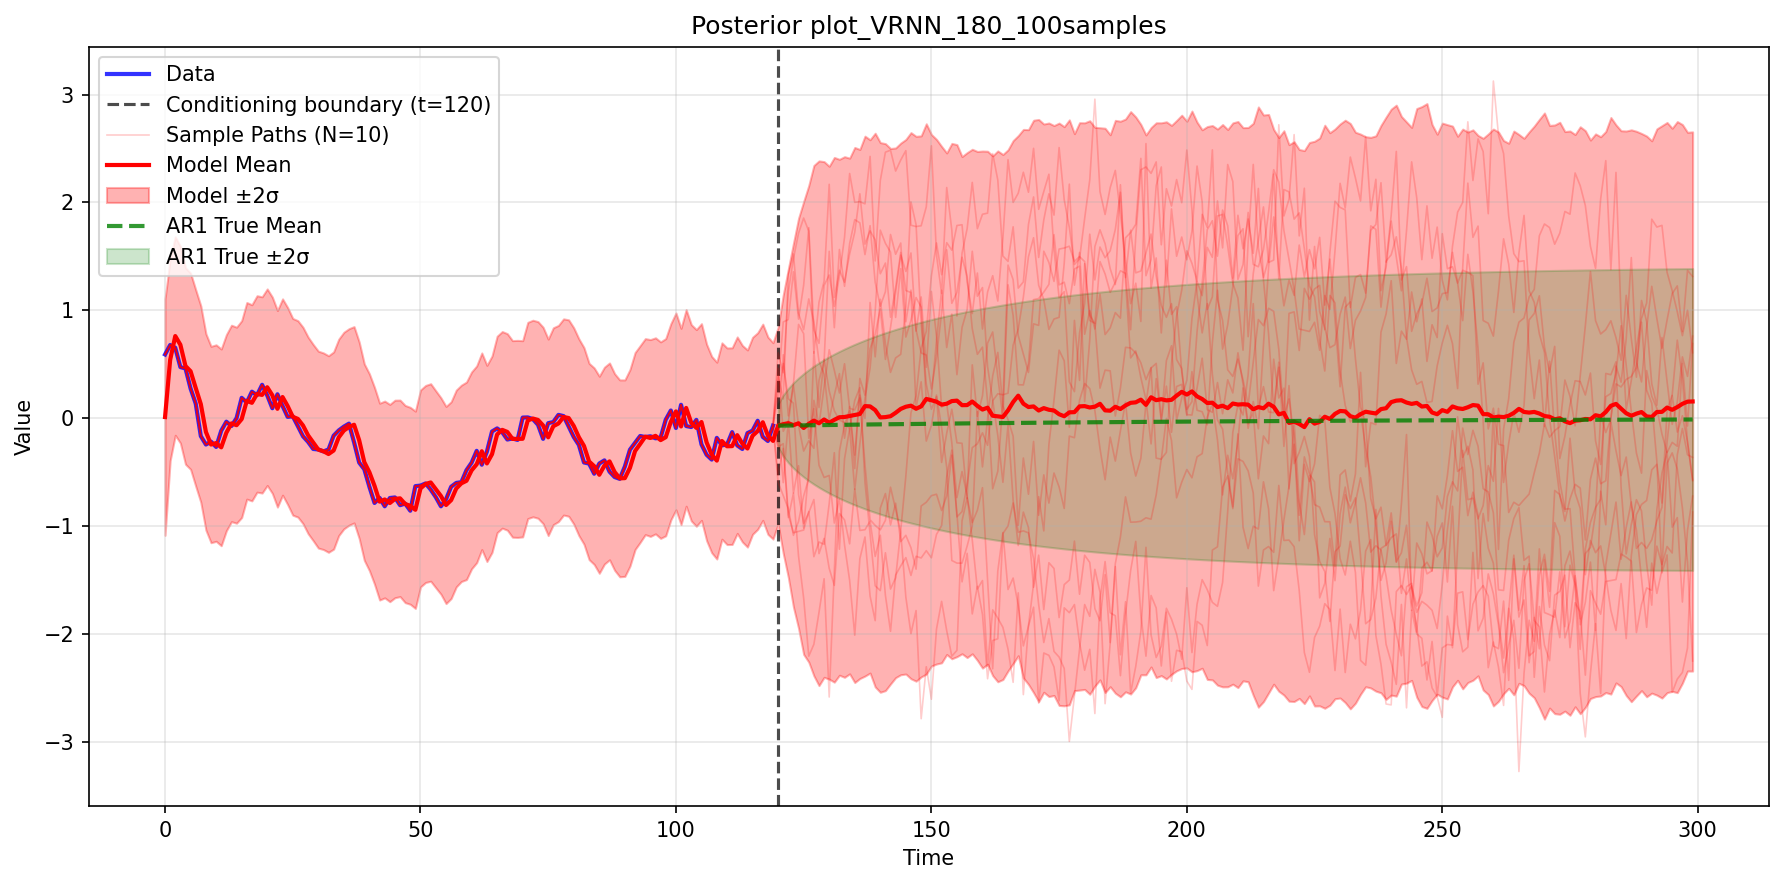 Posterior plot_VRNN_180_100samples
Data
Conditioning boundary (t=120)
Sample Paths (N=10)
Model Mean
Model ±2σ
AR1 True Mean
AR1 True ±2σ
Value
3
2
1
0
−1
−2
−3
0 50 100 150 200 250 300
Time